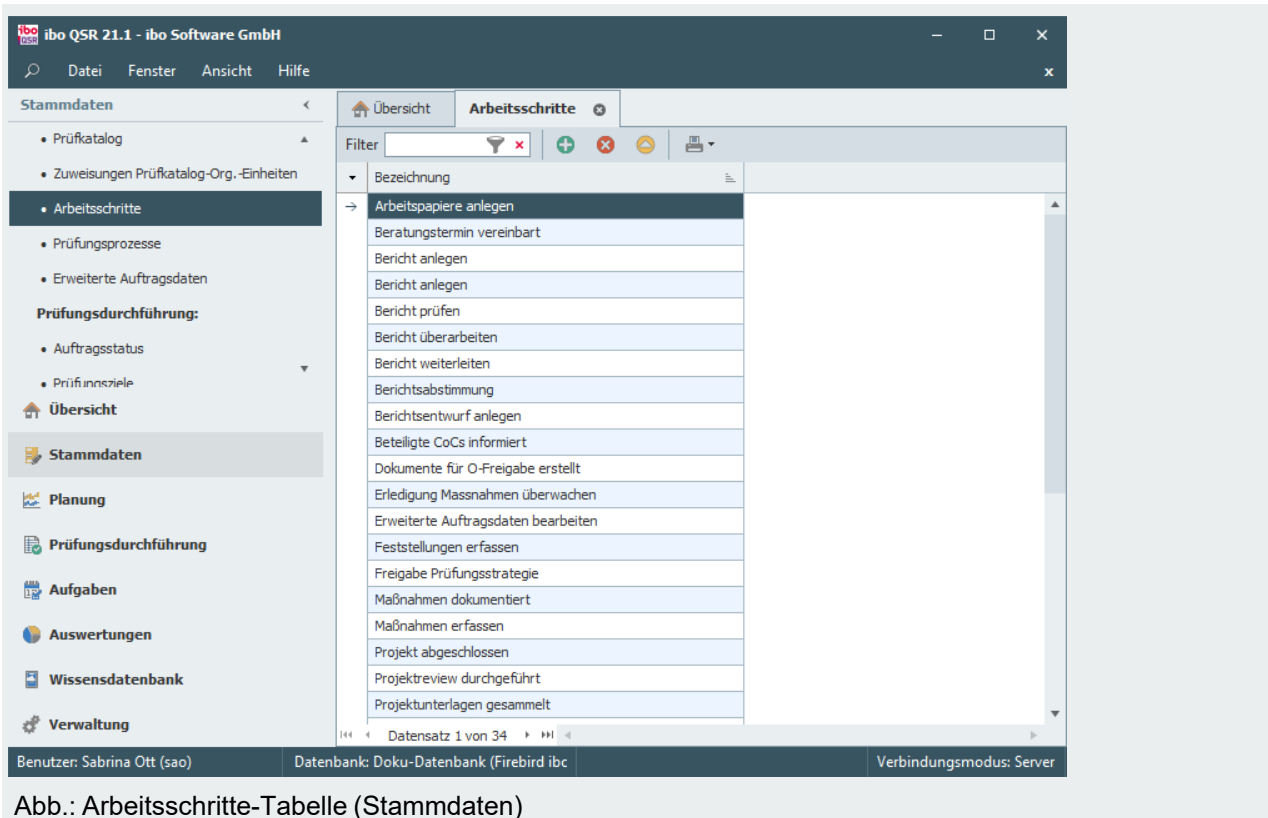 ibo QSR ibo QSR 21.1 - ibo Software GmbH
Datei Fenster Ansicht Hilfe x
Stammdaten
• Prüfkatalog
• Zuweisungen Prüfkatalog-Org.-Einheiten
• Arbeitsschritte
• Prüfungsprozesse
• Erweiterte Auftragsdaten
Prüfungsdurchführung:
• Auftragsstatus
• Prüfungsziele
Übersicht
Stammdaten
Planung
Prüfungsdurchführung
Aufgaben
Auswertungen
Wissensdatenbank
Verwaltung
Übersicht Arbeitsschritte
Filter
Bezeichnung
Arbeitspapiere anlegen
Beratungstermin vereinbart
Bericht anlegen
Bericht anlegen
Bericht prüfen
Bericht überarbeiten
Bericht weiterleiten
Berichtsabstimmung
Berichtsentwurf anlegen
Beteiligte CoCs informiert
Dokumente für O-Freigabe erstellt
Erledigung Massnahmen überwachen
Erweiterte Auftragsdaten bearbeiten
Feststellungen erfassen
Freigabe Prüfungsstrategie
Maßnahmen dokumentiert
Maßnahmen erfassen
Projekt abgeschlossen
Projektreview durchgeführt
Projektunterlagen gesammelt
Datensatz 1 von 34
Benutzer: Sabrina Ott (sao) Datenbank: Doku-Datenbank (Firebird ibc Verbindungsmodus: Server
Abb.: Arbeitsschritte-Tabelle (Stammdaten)